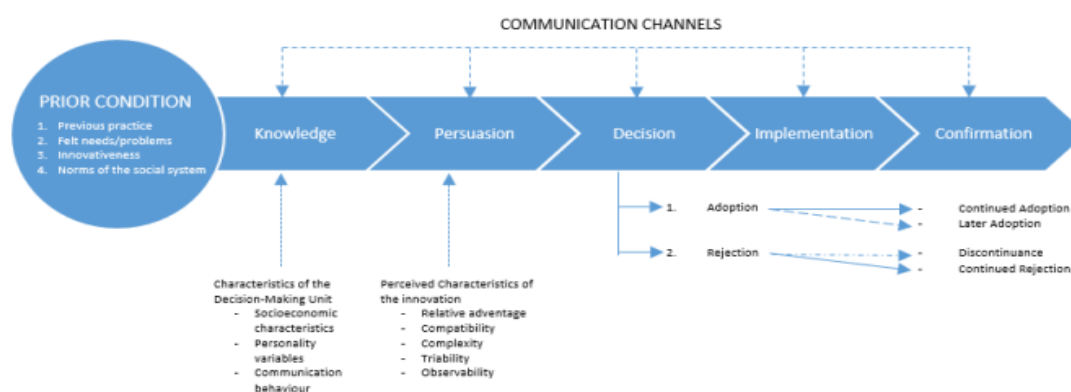 COMMUNICATION CHANNELS
PRIOR CONDITION
1. Previous practice
2. Felt needs/problems
3. Innovativeness
4. Norms of the social system
Knowledge
Persuasion
Decision
Implementation
Confirmation
1. Adoption
- Continued Adoption
- Later Adoption
2. Rejection
- Discontinuance
- Continued Rejection
Characteristics of the
Decision-Making Unit
- Socioeconomic
characteristics
- Personality
variables
- Communication
behaviour
Perceived Characteristics of
the innovation
- Relative adventage
- Compatibility
- Complexity
- Triability
- Observability